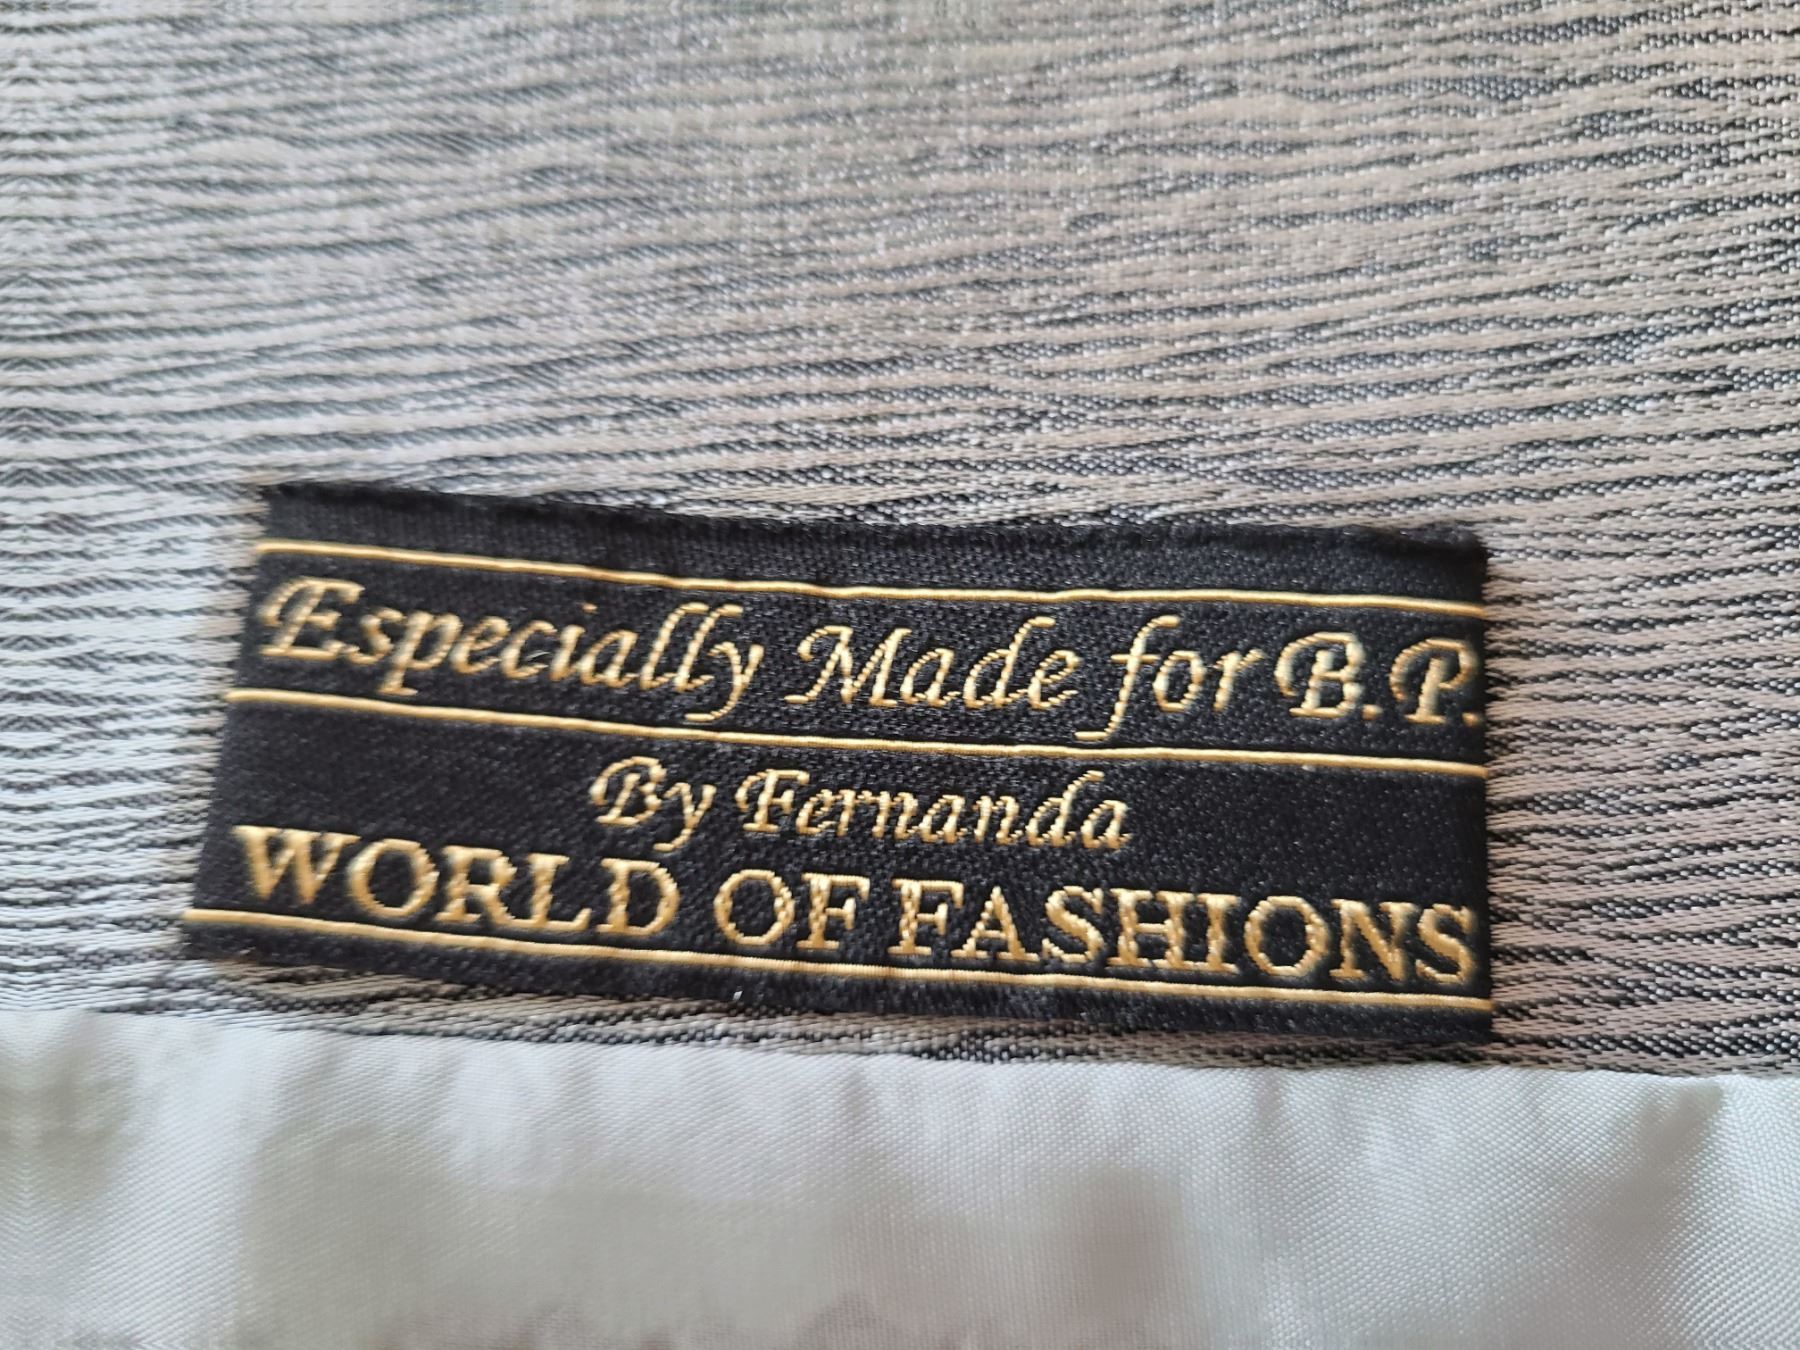 Especially Made for B.P.
By Fernanda
WORLD OF FASHIONS